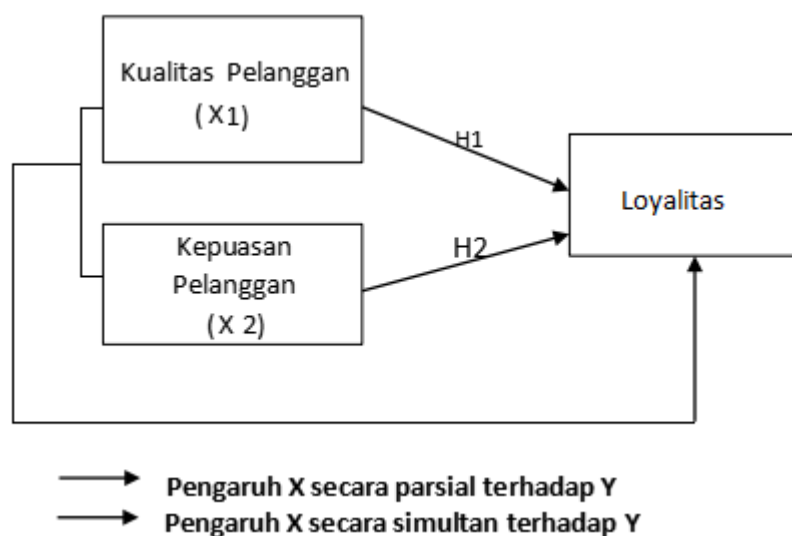 Kualitas Pelanggan
(X1)
H1
Loyalitas
Kepuasan
Pelanggan
(X 2)
H2
Pengaruh X secara parsial terhadap Y
Pengaruh X secara simultan terhadap Y